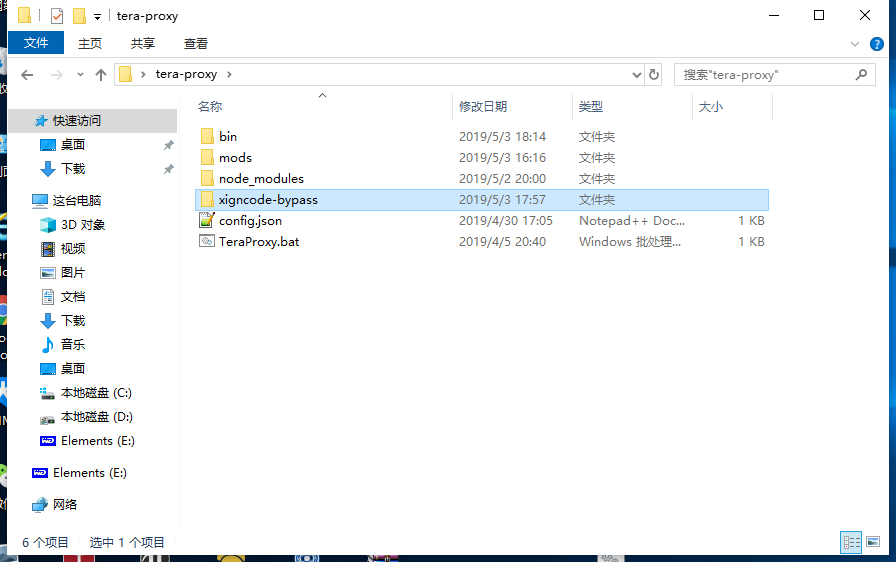 tera-proxy
文件 主页 共享 查看
tera-proxy 搜索"tera-proxy"
名称 修改日期 类型 大小
快速访问
桌面
下载
这台电脑
3D 对象
视频
图片
文档
下载
音乐
桌面
本地磁盘 (C:)
本地磁盘 (D:)
Elements (E:)
Elements (E:)
网络
bin 2019/5/3 18:14 文件夹
mods 2019/5/3 16:16 文件夹
node_modules 2019/5/2 20:00 文件夹
xigncode-bypass 2019/5/3 17:57 文件夹
config.json 2019/4/30 17:05 Notepad++ Doc... 1 KB
TeraProxy.bat 2019/4/5 20:40 Windows 批处理... 1 KB
6 个项目 选中 1 个项目